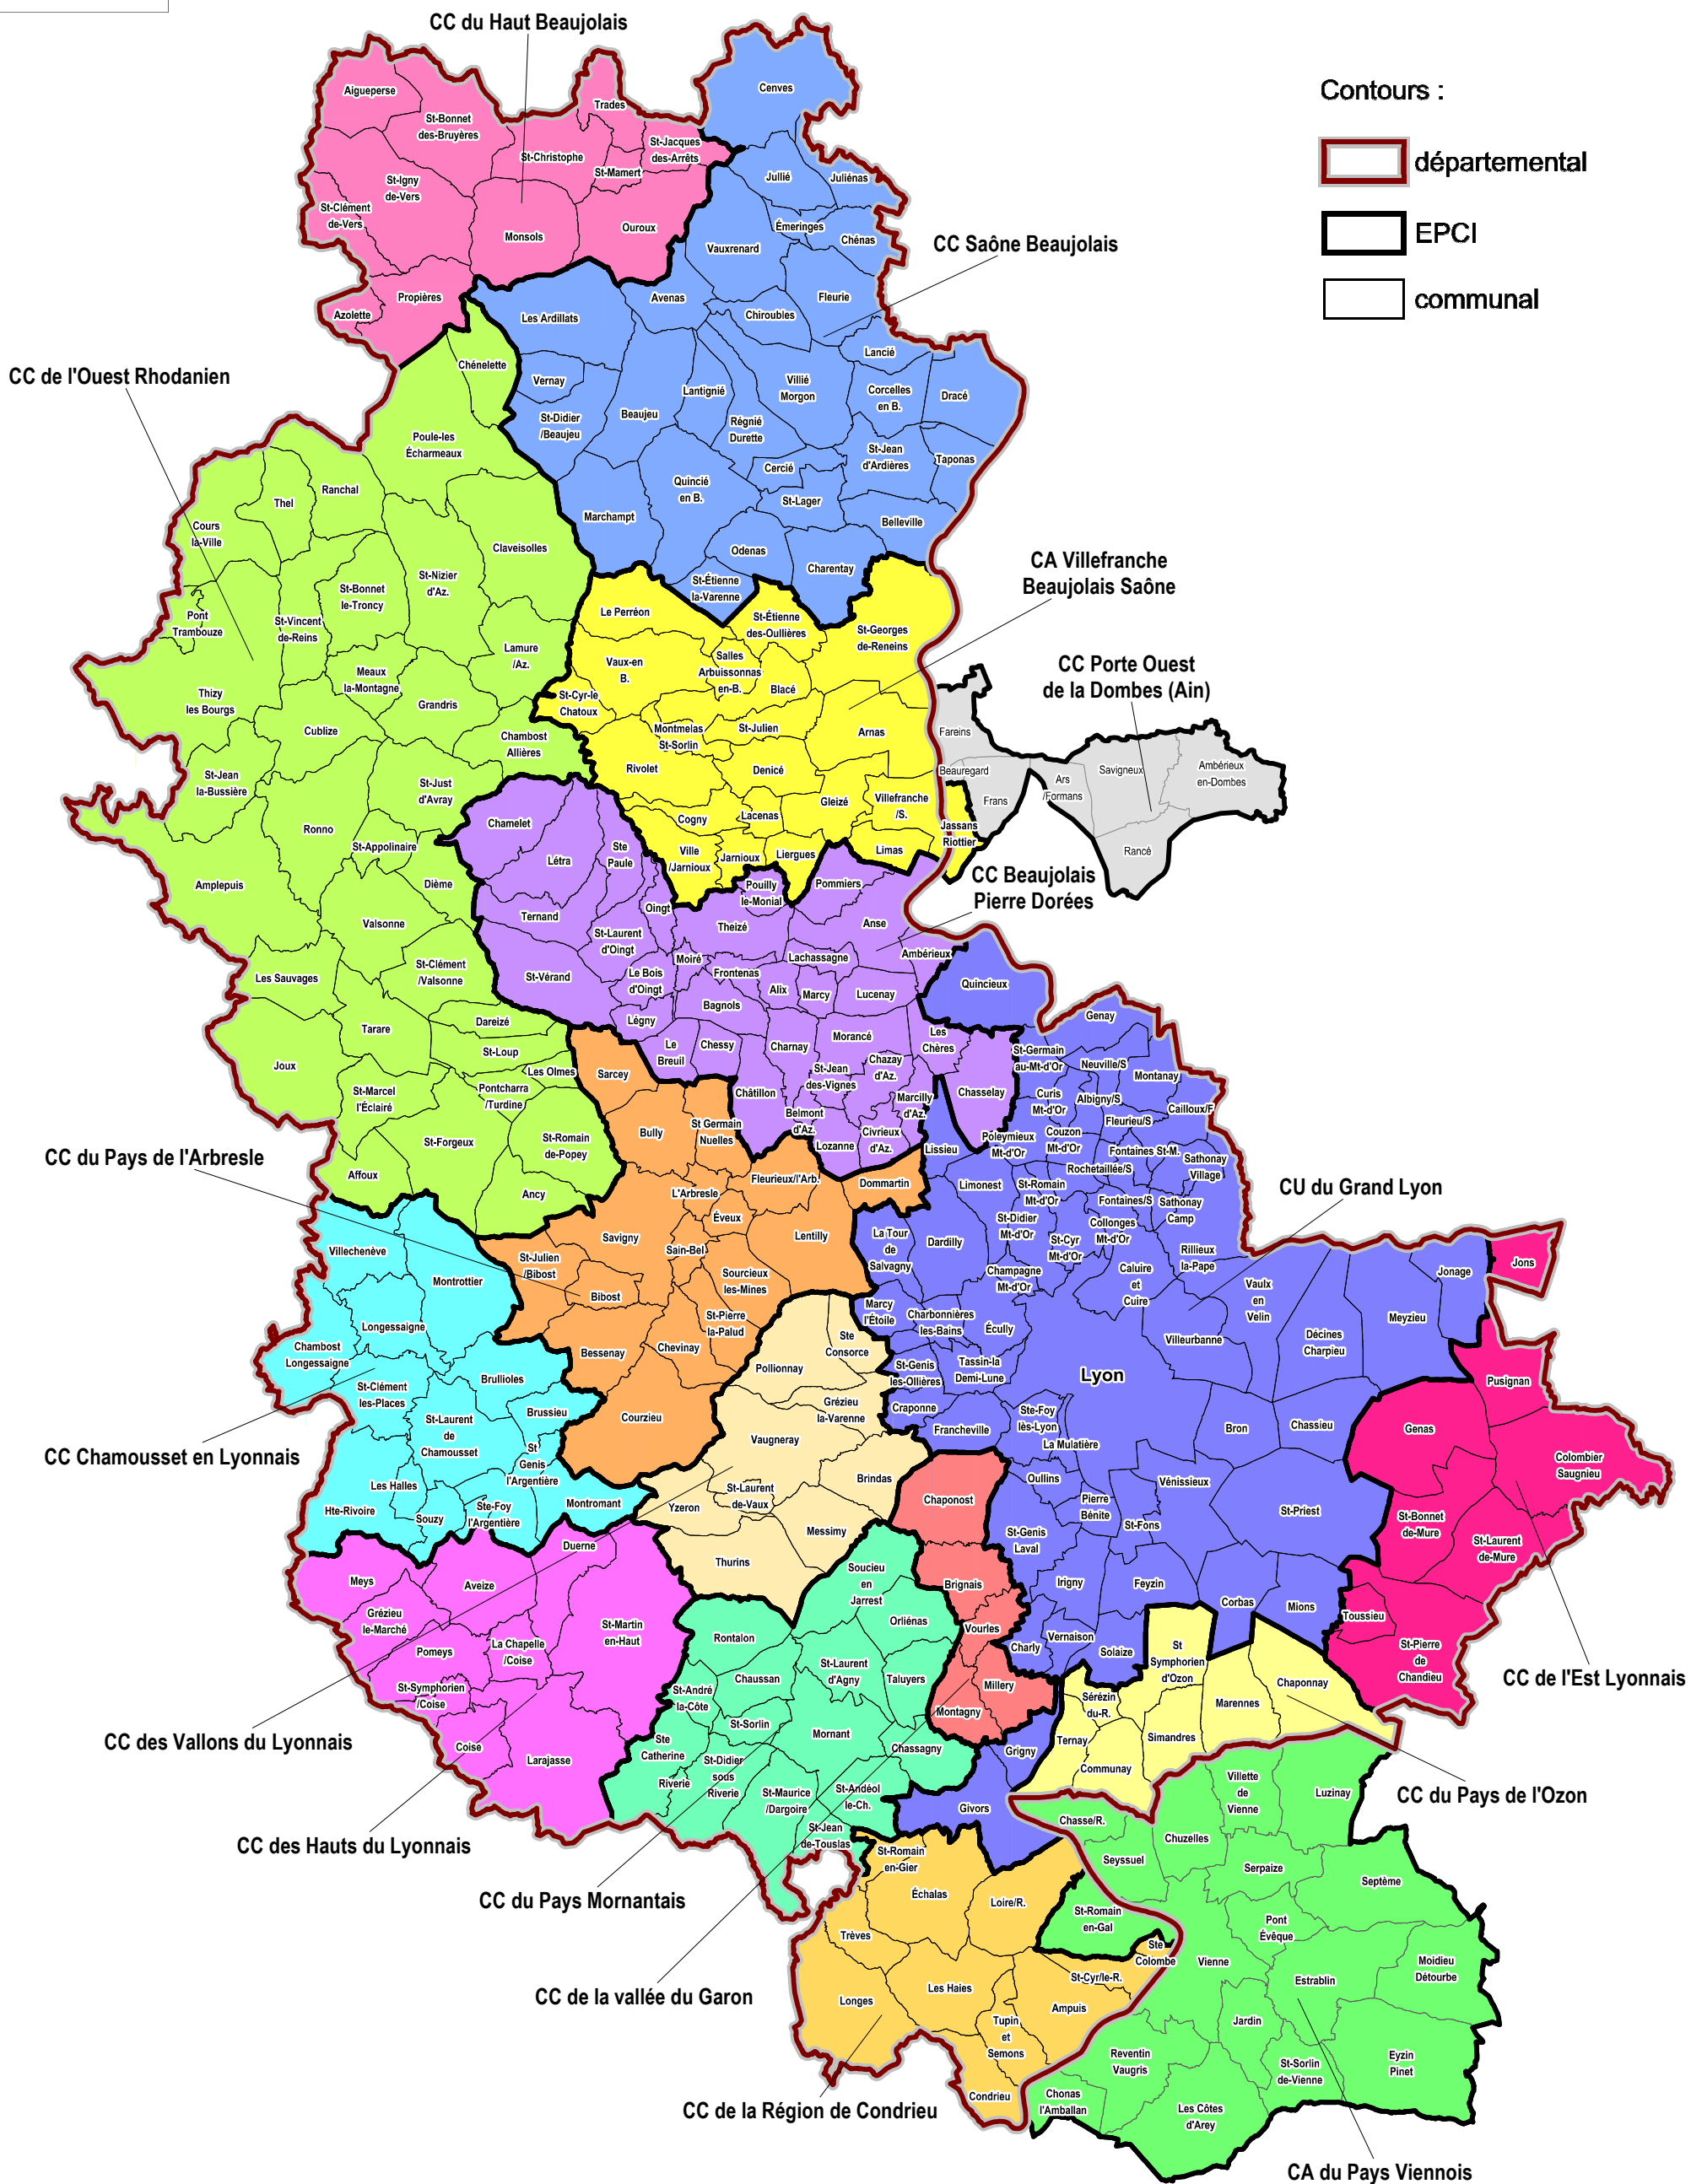 CC du Haut Beaujolais
Contours :
départemental
EPCI
communal
Aigueperse
St-Bonnet
des-Bruyères
Trades
St-Christophe
St-Jacques
des-Arrêts
St-Mamert
St-Igny
de-Vers
St-Clément
de-Vers
Monsols
Ouroux
Propières
Azolette
CC Saône Beaujolais
Cenves
Jullié
Juliénas
Émeringes
Chénas
Vauxrenard
Avenas
Fleurie
Chiroubles
Les Ardillats
Lancié
Vernay
Lantignié
Villié
Morgon
Corcelles
en B.
Dracé
St-Didier
/Beaujeu
Beaujeu
Régnié
Durette
St-Jean
d'Ardières
Taponas
Cercié
Quincié
en B.
St-Lager
Marchampt
Belleville
Odenas
Charentay
St-Étienne
la-Varenne
CC de l'Ouest Rhodanien
Chénelette
Poule-les
Écharmeaux
Ranchal
Thel
Cours
la-Ville
Claveisolles
St-Nizier
d'Az.
St-Bonnet
le-Troncy
Pont
Trambouze
St-Vincent
de-Reins
Lamure
/Az.
Meaux
la-Montagne
Thizy
les Bourgs
Grandris
Cublize
Chambost
Allières
St-Jean
la-Bussière
St-Just
d'Avray
Ronno
St-Appolinaire
Amplepuis
Dième
Valsonne
St-Clément
/Valsonne
Les Sauvages
Dareizé
Tarare
St-Loup
Joux
Les Olmes
St-Marcel
l'Éclairé
Pontcharra
/Turdine
St-Forgeux
St-Romain
de-Popey
Affoux
Ancy
CA Villefranche
Beaujolais Saône
Le Perréon
St-Étienne
des-Oullières
St-Georges
de-Reneins
Vaux-en
B.
Salles
Arbuissonnas
en-B.
Blacé
St-Cyr-le
Chatoux
Montmelas
St-Sorlin
St-Julien
Arnas
Rivolet
Denicé
Gleizé
Villefranche
/S.
Cogny
Lacenas
Jassans
Riottier
Ville
/Jarnioux
Jarnioux
Liergues
Limas
CC Porte Ouest
de la Dombes (Ain)
Fareins
Beauregard
Frans
Ars
/Formans
Savigneux
Ambérieux
en-Dombes
Rancé
CC Beaujolais
Pierre Dorées
Chamelet
Létra
Ste
Paule
Pouilly
le-Monial
Pommiers
Ternand
Oingt
Theizé
Anse
St-Laurent
d'Oingt
Moiré
Lachassagne
Ambérieux
St-Vérand
Le Bois
d'Oingt
Frontenas
Alix
Marcy
Lucenay
Bagnols
Légny
Morancé
Les
Chères
Le
Breuil
Chessy
Charnay
Chazay
d'Az.
St-Jean
des-Vignes
Châtillon
Chasselay
Marcilly
d'Az.
Belmont
d'Az.
Lozanne
Civrieux
d'Az.
CC du Pays de l'Arbresle
Sarcey
Bully
St Germain
Nuelles
Fleurieux/l'Arb.
Dommartin
L'Arbresle
Éveux
Savigny
Lentilly
St-Julien
/Bibost
Sain-Bel
Sourcieux
les-Mines
Bibost
St-Pierre
la-Palud
Bessenay
Chevinay
Courzieu
CU du Grand Lyon
Quincieux
Genay
St-Germain
au-Mt-d'Or
Neuville/S
Montanay
Curis
Mt-d'Or
Albigny/S
Cailloux/F
Fleurieu/S
Lissieu
Poleymieux
Mt-d'Or
Couzon
Mt-d'Or
Fontaines St-M.
Rochetaillée/S
Sathonay
Village
Limonest
St-Romain
Mt-d'Or
Fontaines/S
Sathonay
Camp
La Tour
de
Salvagny
Dardilly
St-Didier
Mt-d'Or
St-Cyr
Mt-d'Or
Collonges
Mt-d'Or
Rillieux
la-Pape
Champagne
Mt-d'Or
Caluire
et
Cuire
Vaulx
en
Velin
Jonage
Meyzieu
Marcy
l'Étoile
Charbonnières
les-Bains
Écully
Villeurbanne
Décines
Charpieu
St-Genis
les-Ollières
Tassin-la
Demi-Lune
Lyon
Craponne
Francheville
Ste-Foy
lès-Lyon
La Mulatière
Bron
Chassieu
Oullins
Vénissieux
Pierre
Bénite
St-Fons
St-Priest
St-Genis
Laval
Irigny
Feyzin
Corbas
Mions
Charly
Vernaison
Solaize
Grigny
Givors
CC Chamousset en Lyonnais
Villechenève
Montrottier
Longessaigne
Chambost
Longessaigne
Brullioles
St-Clément
les-Places
Brussieu
St-Laurent
de
Chamousset
St
Genis
l'Argentière
Les Halles
Hte-Rivoire
Souzy
Ste-Foy
l'Argentière
Montromant
CC des Vallons du Lyonnais
Ste
Consorce
Pollionnay
Grézieu
la-Varenne
Vaugneray
Brindas
St-Laurent
de-Vaux
Yzeron
Messimy
Thurins
CC de l'Est Lyonnais
Jons
Pusignan
Genas
Colombier
Saugnieu
St-Bonnet
de-Mure
St-Laurent
de-Mure
Toussieu
St-Pierre
de
Chandieu
CC des Hauts du Lyonnais
Duerne
Meys
Aveize
Grézieu
le-Marché
St-Martin
en-Haut
Pomeys
La Chapelle
/Coise
St-Symphorien
/Coise
Coise
Larajasse
CC du Pays Mornantais
Soucieu
en
Jarrest
Orliénas
Rontalon
Chaussan
St-Laurent
d'Agny
Taluyers
St-André
la-Côte
St-Sorlin
Mornant
Chassagny
Ste
Catherine
St-Didier
sous
Riverie
Riverie
St-Maurice
/Dargoire
St-Andéol
le-Ch.
St-Jean
de-Touslas
CC de la vallée du Garon
Chaponost
Brignais
Vourles
Millery
Montagny
CC du Pays de l'Ozon
St
Symphorien
d'Ozon
Chaponnay
Marennes
Sérézin
du-R.
Simandres
Ternay
Communay
CC de la Région de Condrieu
St-Romain
en-Gier
Échalas
Loire/R.
Trèves
Ste
Colombe
Les Haies
St-Cyr/le-R.
Longes
Ampuis
Tupin
et
Semons
Condrieu
CA du Pays Viennois
Villette
de
Vienne
Luzinay
Chasse/R.
Chuzelles
Seyssuel
Serpaize
Septème
St-Romain
en-Gal
Pont
Évêque
Vienne
Moidieu
Détourbe
Estrablin
Jardin
Reventin
Vaugris
St-Sorlin
de-Vienne
Eyzin
Pinet
Chonas
l'Amballan
Les Côtes
d'Arey